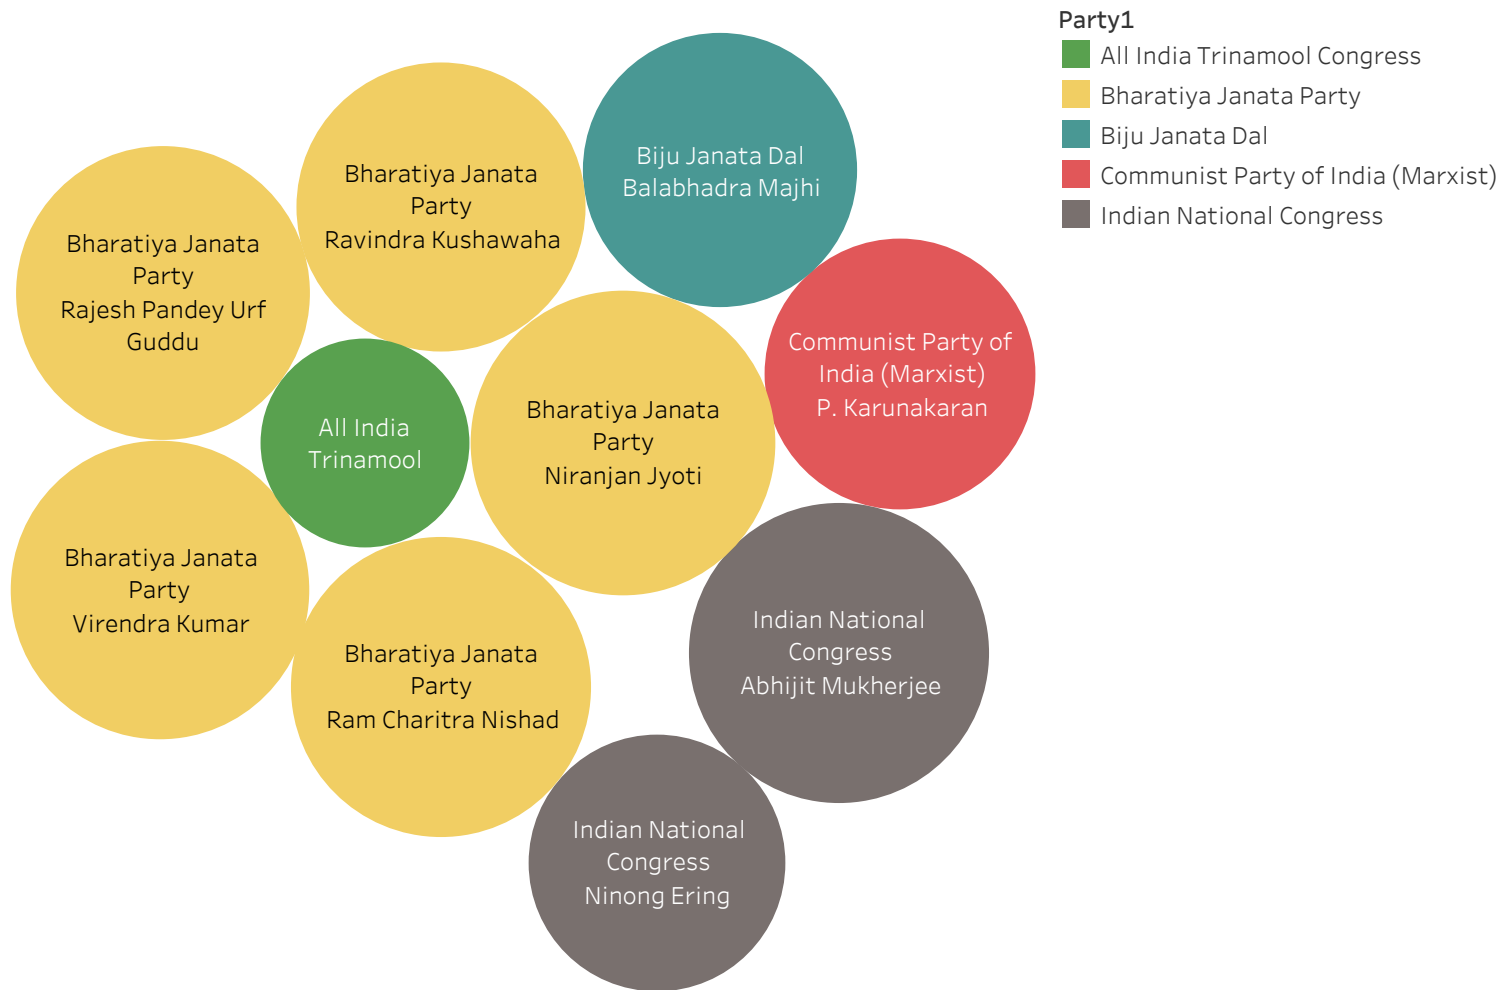 Party1
All India Trinamool Congress
Bharatiya Janata Party
Biju Janata Dal
Communist Party of India (Marxist)
Indian National Congress
Biju Janata Dal
Balabhadra Majhi
Bharatiya Janata
Party
Ravindra Kushawaha
Bharatiya Janata
Party
Rajesh Pandey Urf
Guddu
Communist Party of
India (Marxist)
P. Karunakaran
All India
Trinamool
Bharatiya Janata
Party
Niranjan Jyoti
Bharatiya Janata
Party
Virendra Kumar
Bharatiya Janata
Party
Ram Charitra Nishad
Indian National
Congress
Abhijit Mukherjee
Indian National
Congress
Ninong Ering